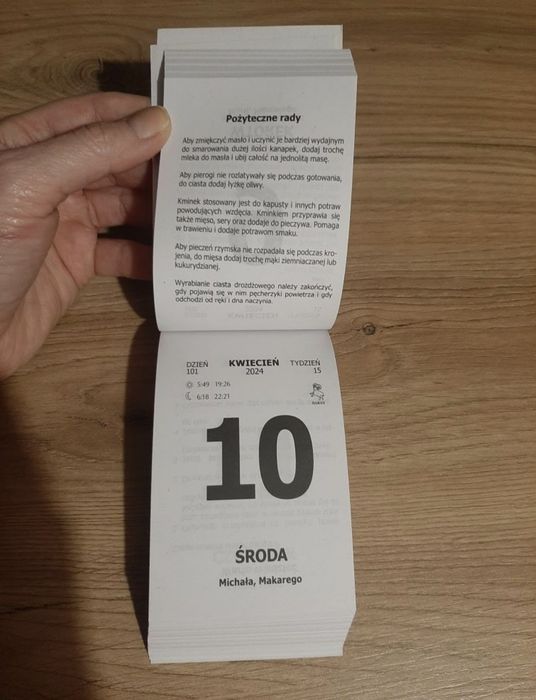 Pożyteczne rady
Aby zmiękczyć masło i uczynić je bardziej wydajnym
do smarowania dużej ilości kanapek, dodaj trochę
mleka do masła i ubij całość na jednolitą masę.
Aby pierogi nie rozlatywały się podczas gotowania,
do ciasta dodaj łyżkę oliwy.
Kminek stosowany jest do kapusty i innych potraw
powodujących wzdęcia. Kminkiem przyprawia się
także mięso, sery oraz dodaje do pieczywa. Pomaga
w trawieniu i dodaje potrawom smaku.
Aby pieczeń rzymska nie rozpadała się podczas kro-
jenia, do mięsa dodaj trochę mąki ziemniaczanej lub
kukurydzianej.
Wyrabianie ciasta drożdżowego należy zakończyć,
gdy pojawią się w nim pęcherzyki powietrza i gdy
odchodzi od ręki i dna naczynia.
DZIEŃ KWIECIEŃ TYDZIEŃ
101 2024 15
5:49 19:26
6:18 22:21
10
ŚRODA
Michała, Makarego